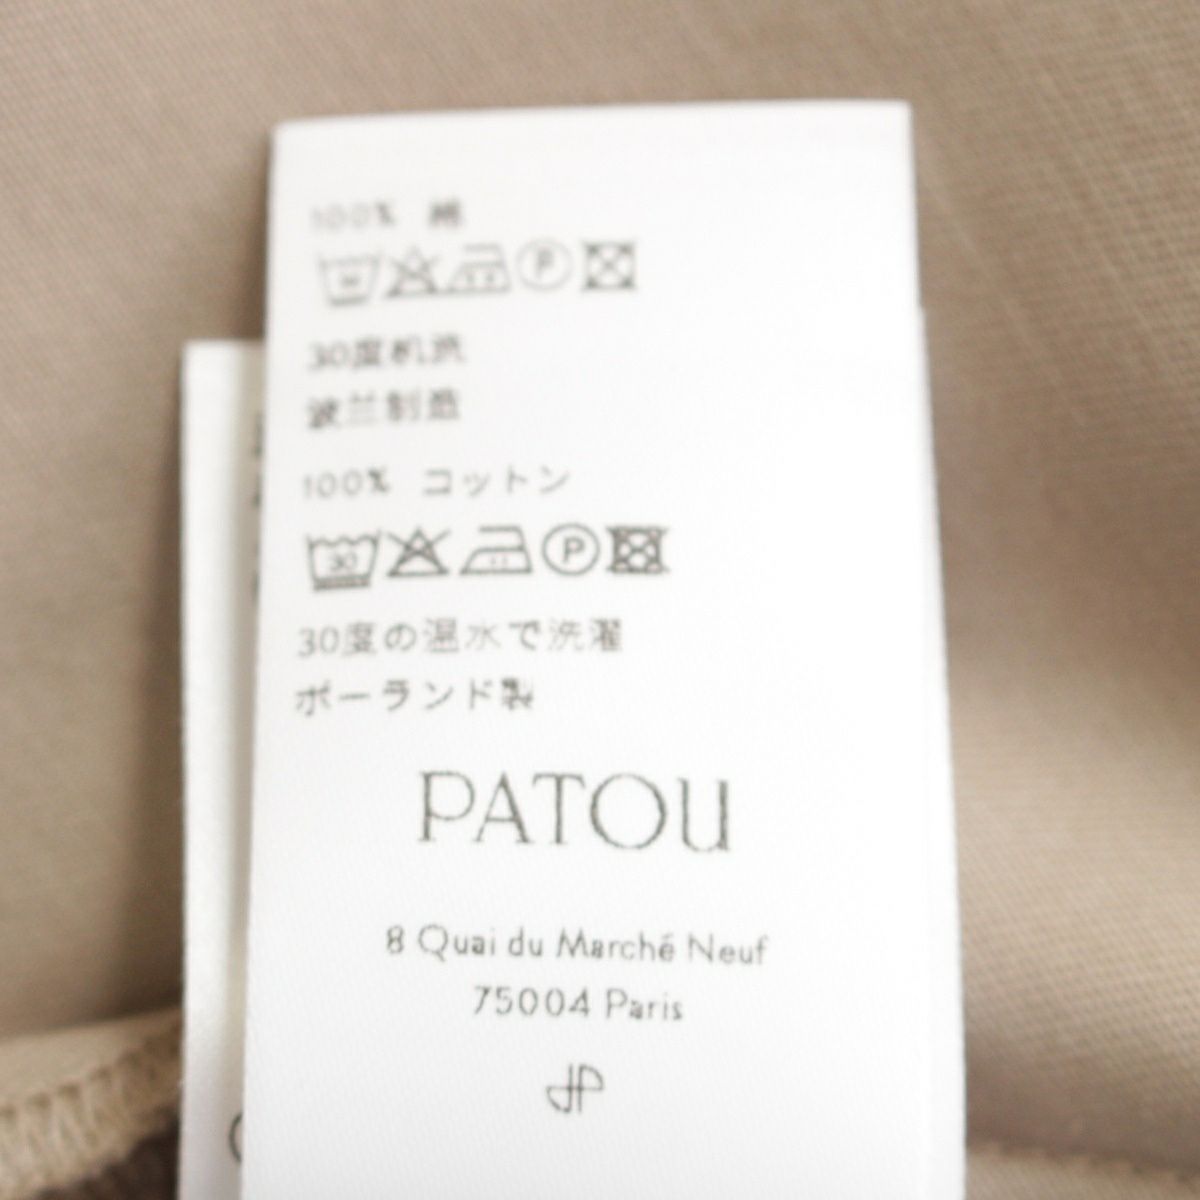 100% 棉
30度机洗
波兰制造
100% コットン
30
P
30度の温水で洗濯
ポーランド製
PATOU
8 Quai du Marché Neuf
75004 Paris
JP